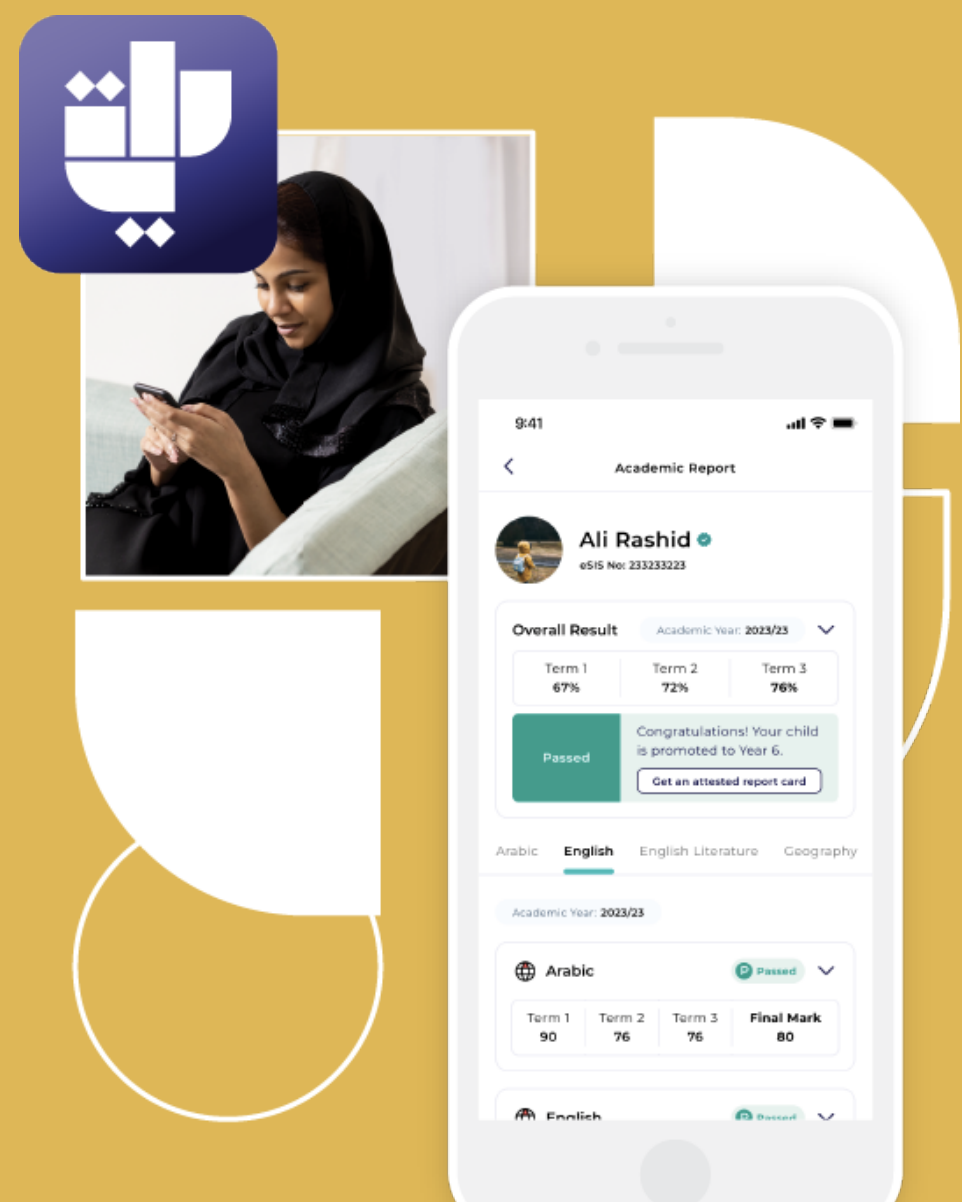 9:41
Academic Report
Ali Rashid
eSIS No: 233233223
Overall Result
Academic Year: 2023/23
Term 1 Term 2 Term 3
67% 72% 76%
Passed
Congratulations! Your child
is promoted to Year 6.
Get an attested report card
Arabic English English Literature Geography
Academic Year: 2023/23
Arabic
P Passed
Term 1 Term 2 Term 3 Final Mark
90 76 76 80
English
P Passed